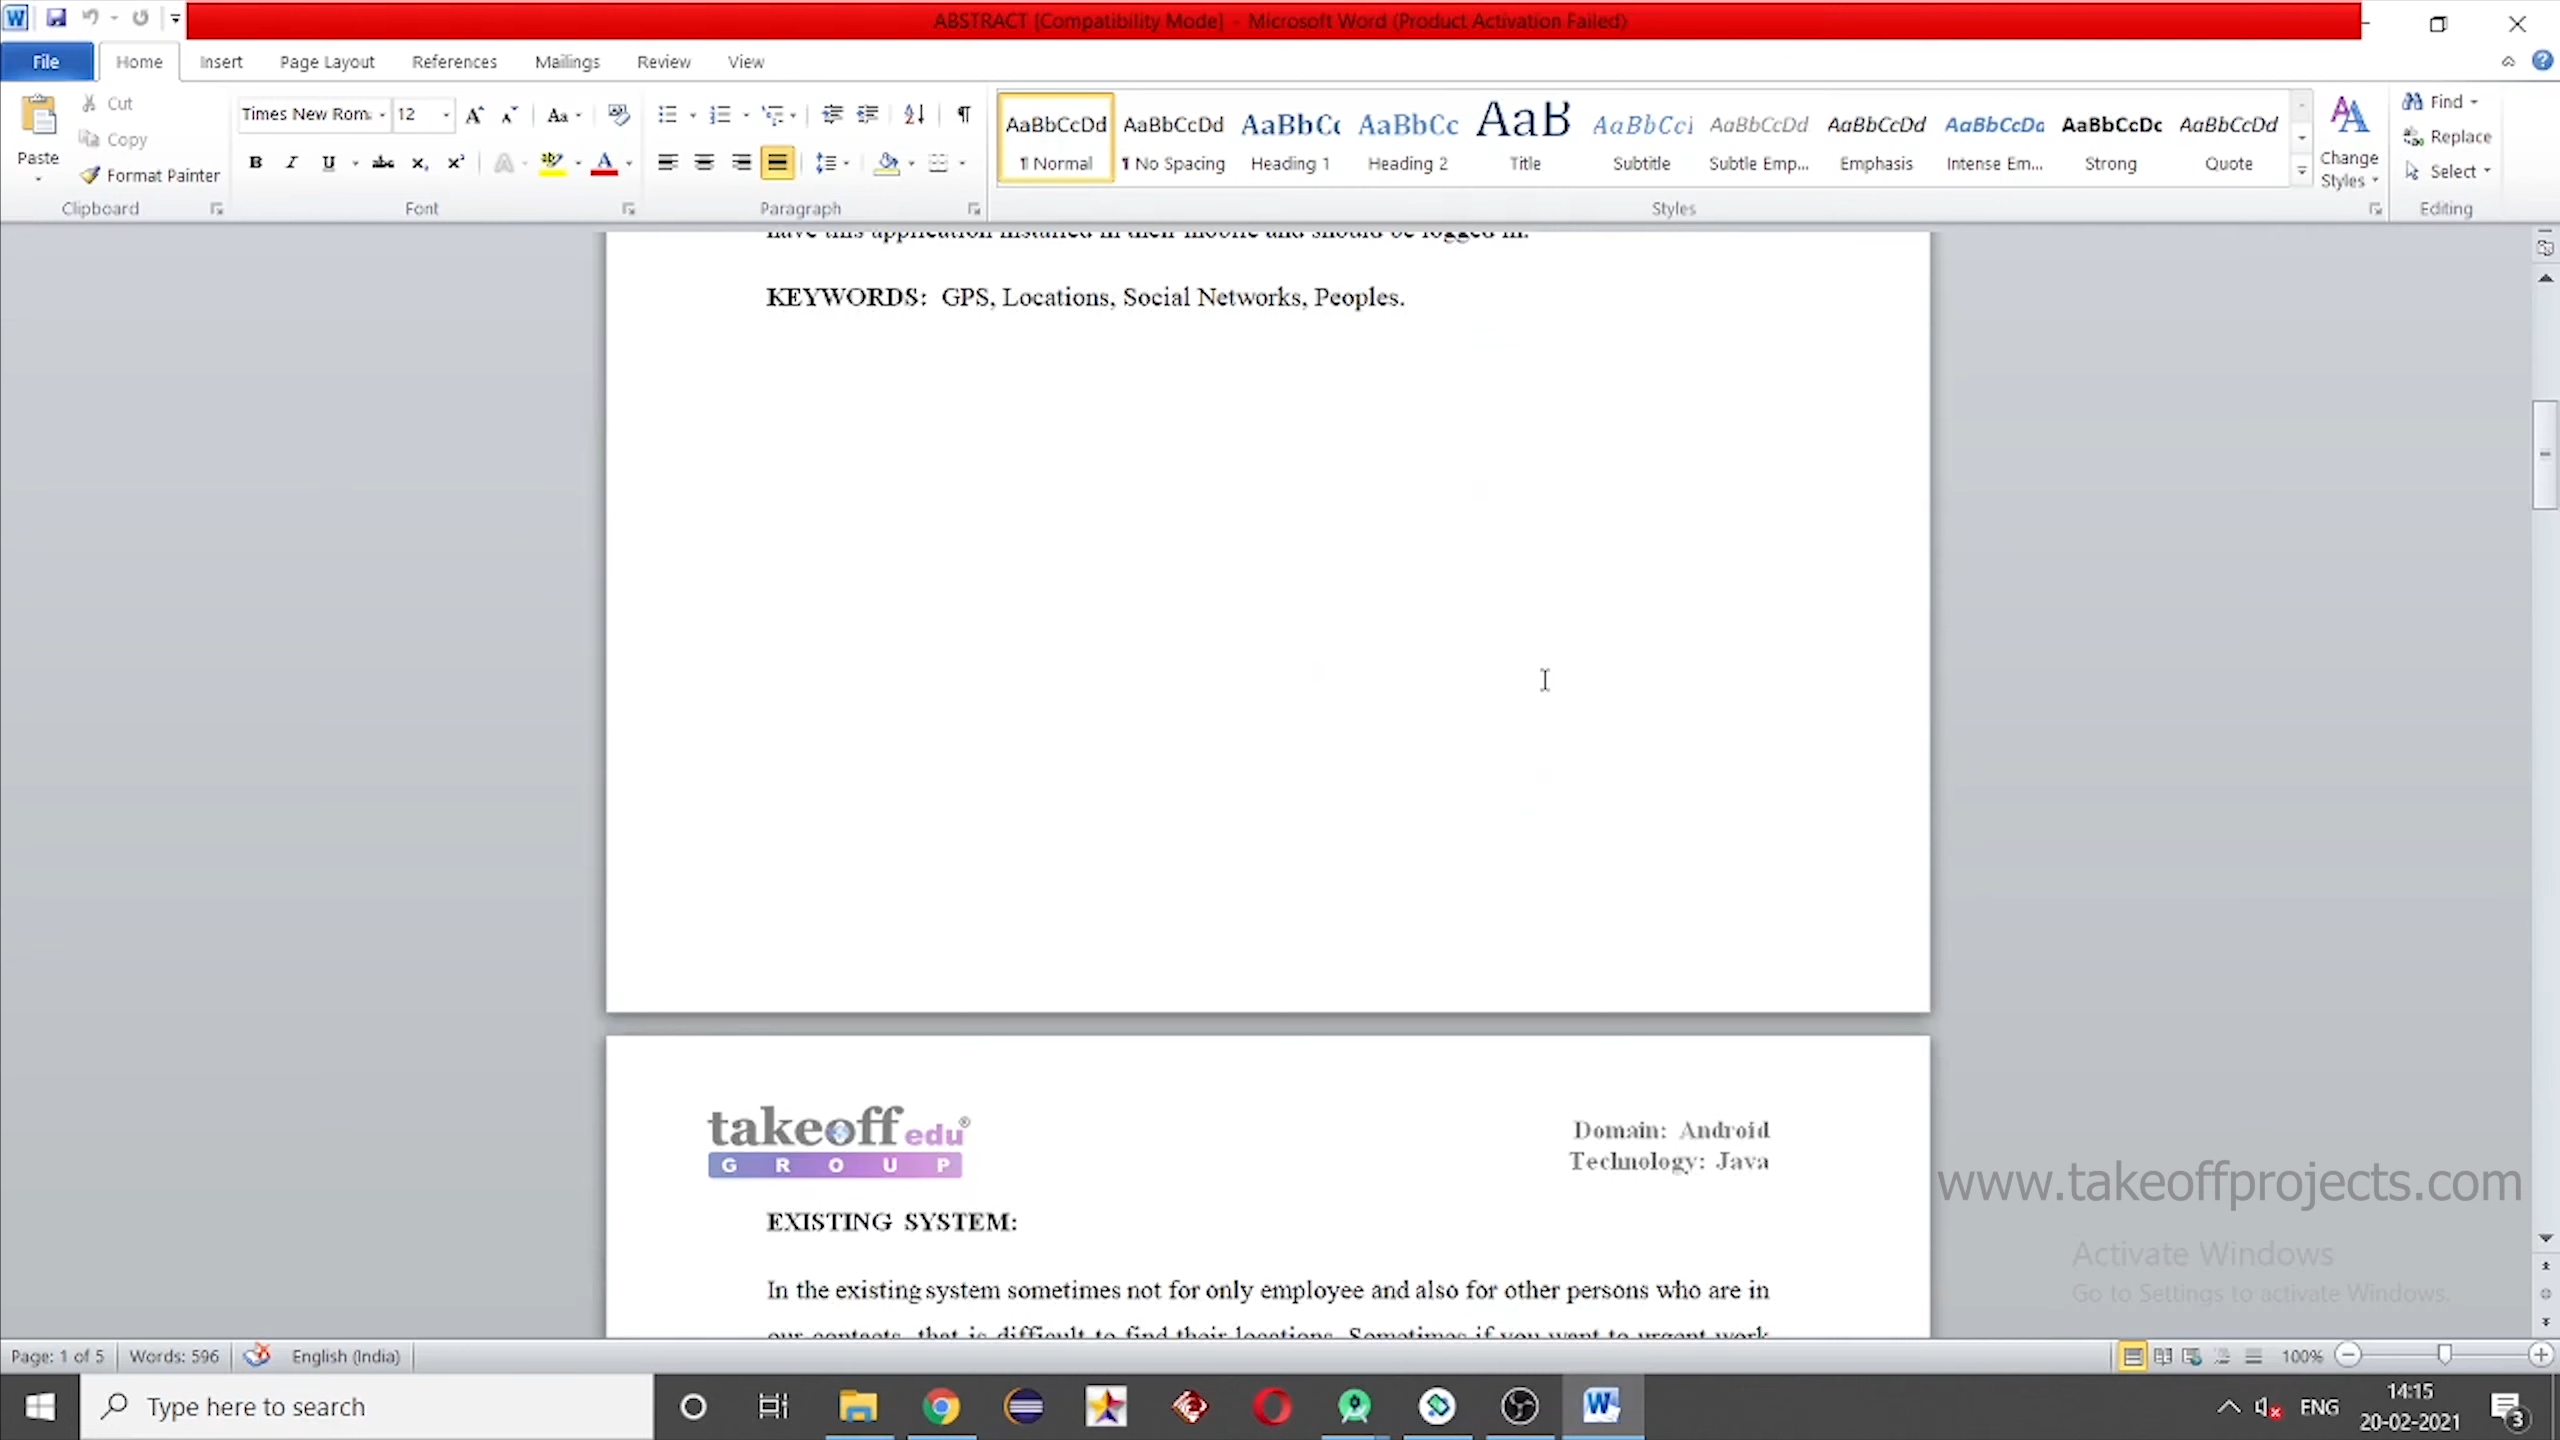 ABSTRACT [Compatibility Mode] - Microsoft Word (Product Activation Failed)
File Home Insert Page Layout References Mailings Review View
Cut
Copy
Format Painter
Paste
Clipboard
Times New Rom 12
Font
Paragraph
AaBbCcDd AaBbCcDd AaBbCc AaBbCc AaB AaBbCcI AaBbCcDd AaBbCcDd AaBbCcDd AaBbCcDc AaBbCcDd
¶ Normal ¶ No Spacing Heading 1 Heading 2 Title Subtitle Subtle Emp... Emphasis Intense Em... Strong Quote
Styles
Change Styles
Find
Replace
Select
Editing
have this application installed in their mobile and should be logged in.
KEYWORDS: GPS, Locations, Social Networks, Peoples.
takeoff edu®
GROUP
Domain: Android
Technology: Java
EXISTING SYSTEM:
In the existing system sometimes not for only employee and also for other persons who are in
our contacts, that is difficult to find their locations. Sometimes if you want to urgent work
www.takeoffprojects.com
Activate Windows
Go to Settings to activate Windows.
Page: 1 of 5 Words: 596 English (India) 100%
Type here to search
ENG
14:15
20-02-2021
3